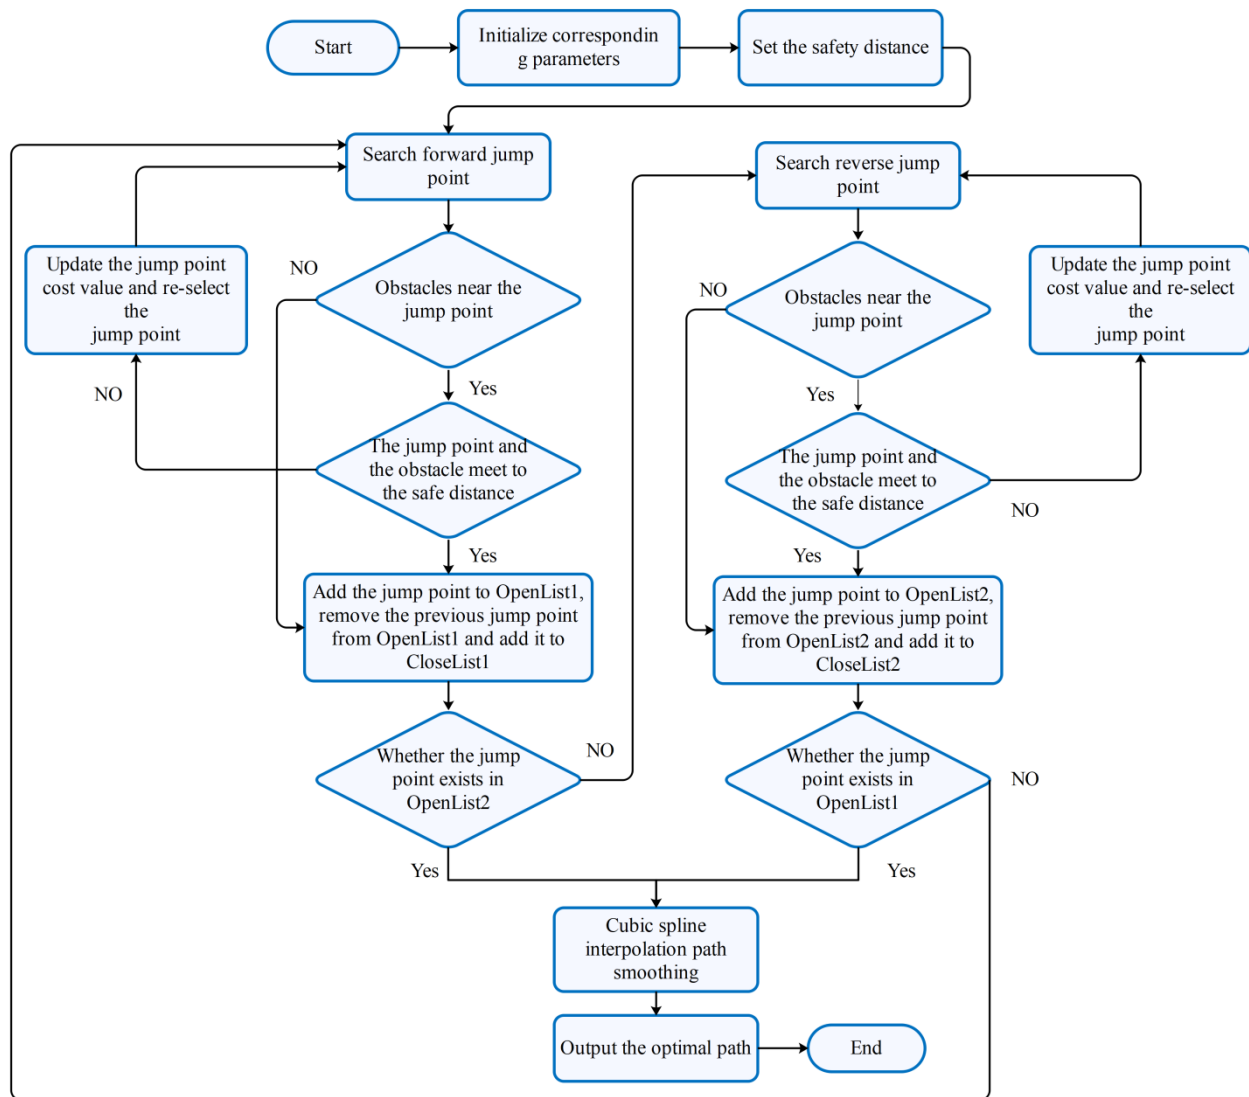 Start
Initialize correspondin
g parameters
Set the safety distance
Search forward jump
point
Search reverse jump
point
Update the jump point
cost value and re-select
the
jump point
NO
Obstacles near the
jump point
NO
Obstacles near the
jump point
Update the jump point
cost value and re-select
the
jump point
NO
Yes
Yes
The jump point and
the obstacle meet to
the safe distance
The jump point and
the obstacle meet to
the safe distance
NO
Yes
Yes
Add the jump point to OpenList1,
remove the previous jump point
from OpenList1 and add it to
CloseList1
Add the jump point to OpenList2,
remove the previous jump point
from OpenList2 and add it to
CloseList2
Whether the jump
point exists in
OpenList2
NO
Whether the jump
point exists in
OpenList1
NO
Yes
Yes
Cubic spline
interpolation path
smoothing
Output the optimal path
End